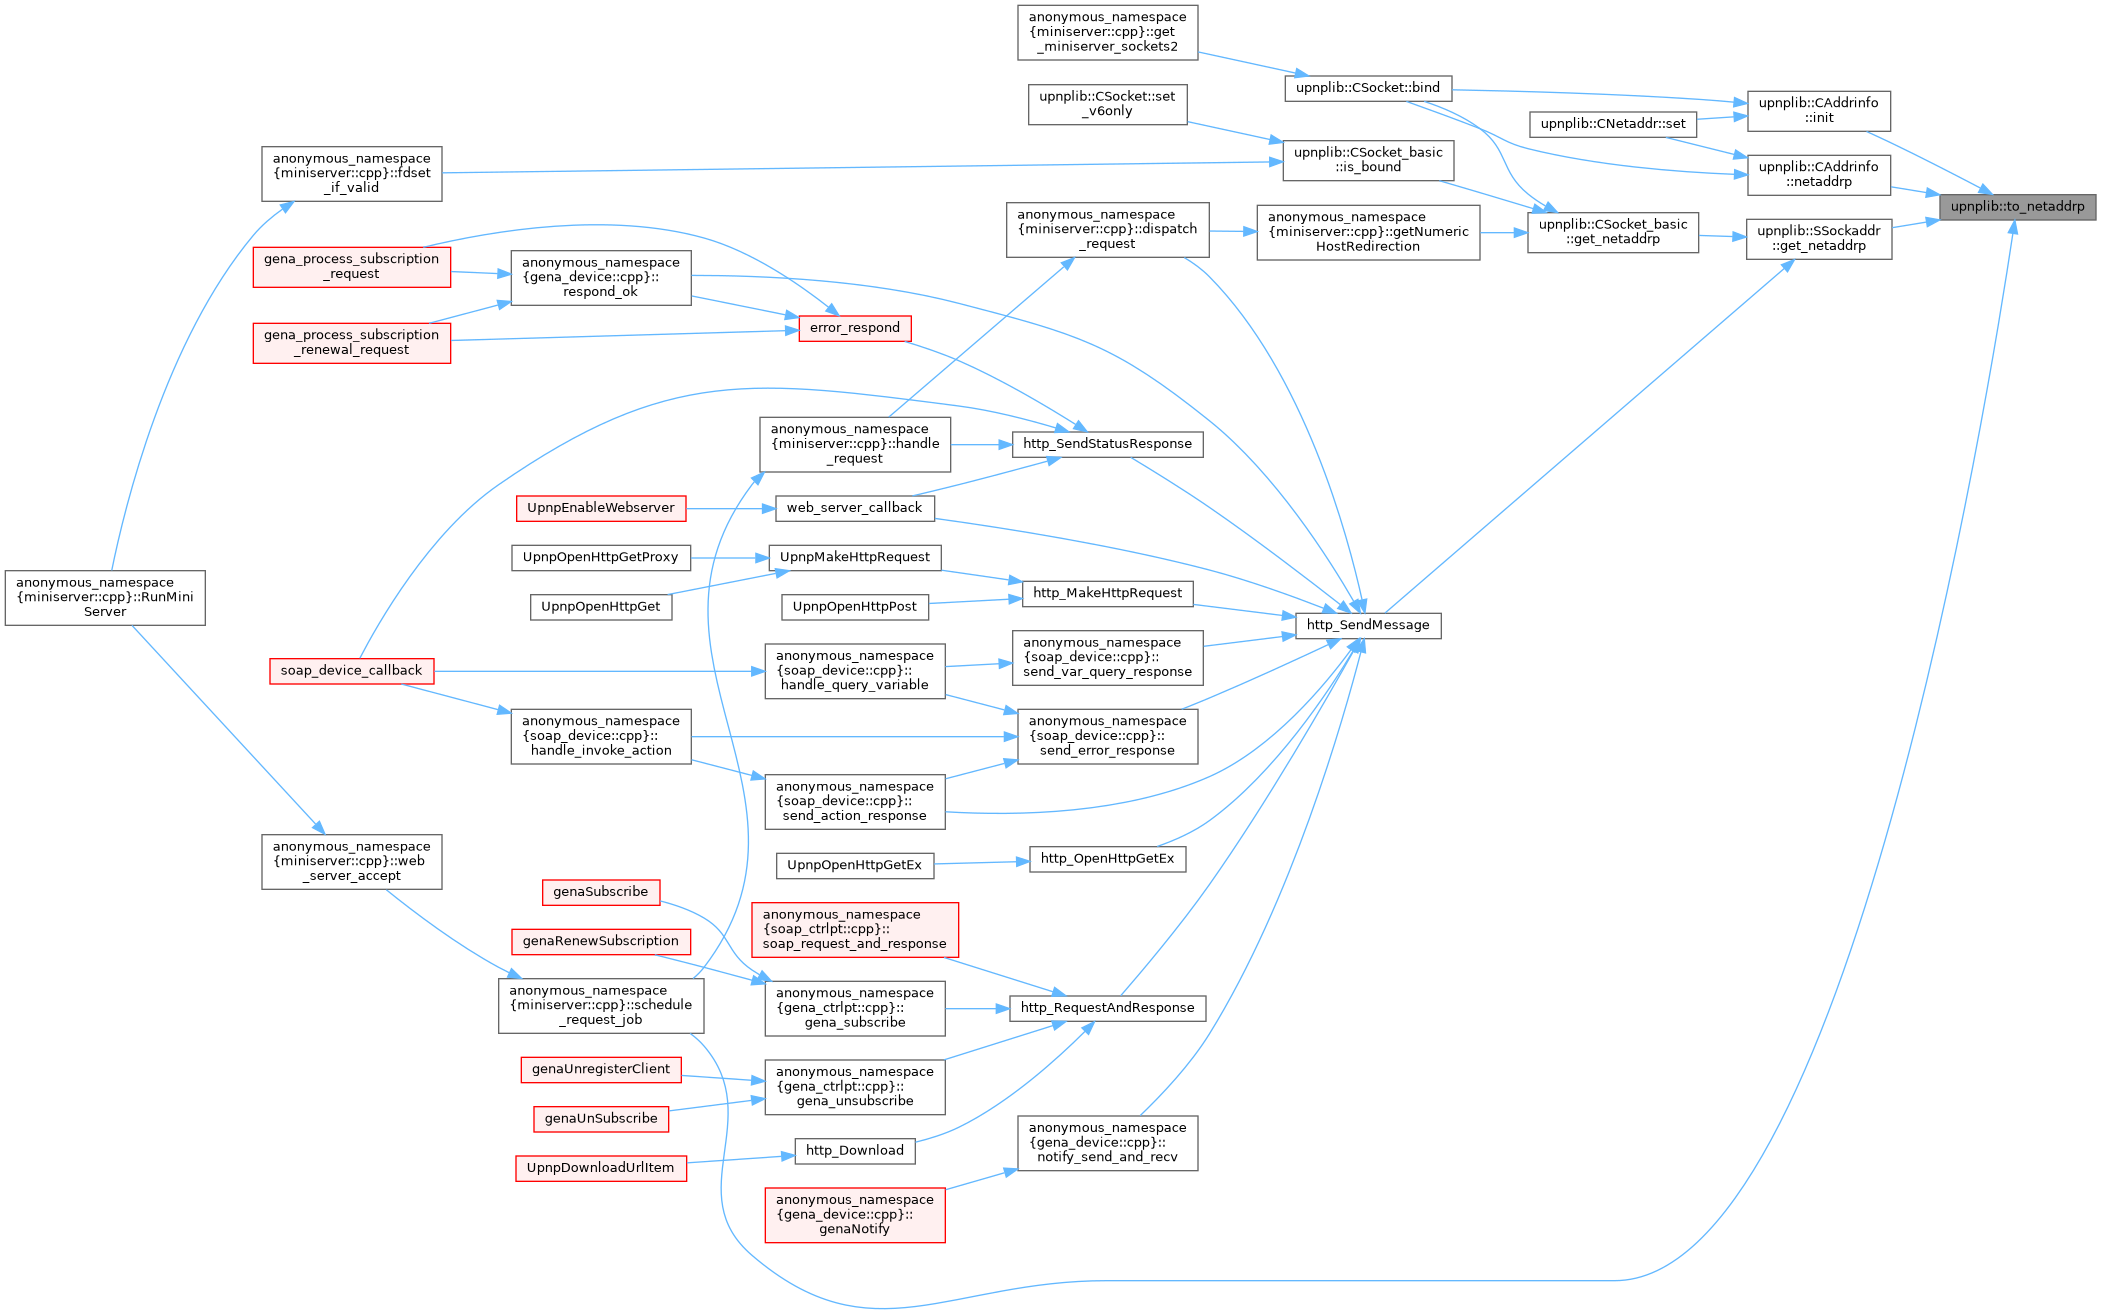 anonymous_namespace
{miniserver::cpp}::get
_miniserver_sockets2
upnplib::CSocket::bind
upnplib::CSocket::set
_v6only
upnplib::CAddrinfo
::init
upnplib::CNetaddr::set
upnplib::CSocket_basic
::is_bound
anonymous_namespace
{miniserver::cpp}::fdset
_if_valid
upnplib::CAddrinfo
::netaddrp
upnplib::to_netaddrp
anonymous_namespace
{miniserver::cpp}::dispatch
_request
anonymous_namespace
{miniserver::cpp}::getNumeric
HostRedirection
upnplib::CSocket_basic
::get_netaddrp
upnplib::SSockaddr
::get_netaddrp
gena_process_subscription
_request
anonymous_namespace
{gena_device::cpp}::
respond_ok
error_respond
gena_process_subscription
_renewal_request
anonymous_namespace
{miniserver::cpp}::handle
_request
http_SendStatusResponse
UpnpEnableWebserver
web_server_callback
UpnpOpenHttpGetProxy
UpnpMakeHttpRequest
http_MakeHttpRequest
UpnpOpenHttpGet
UpnpOpenHttpPost
anonymous_namespace
{miniserver::cpp}::RunMini
Server
http_SendMessage
anonymous_namespace
{soap_device::cpp}::
send_var_query_response
soap_device_callback
anonymous_namespace
{soap_device::cpp}::
handle_query_variable
anonymous_namespace
{soap_device::cpp}::
handle_invoke_action
anonymous_namespace
{soap_device::cpp}::
send_error_response
anonymous_namespace
{soap_device::cpp}::
send_action_response
anonymous_namespace
{miniserver::cpp}::web
_server_accept
UpnpOpenHttpGetEx
http_OpenHttpGetEx
genaSubscribe
anonymous_namespace
{soap_ctrlpt::cpp}::
soap_request_and_response
genaRenewSubscription
anonymous_namespace
{miniserver::cpp}::schedule
_request_job
anonymous_namespace
{gena_ctrlpt::cpp}::
gena_subscribe
http_RequestAndResponse
genaUnregisterClient
anonymous_namespace
{gena_ctrlpt::cpp}::
gena_unsubscribe
genaUnSubscribe
http_Download
UpnpDownloadUrlItem
anonymous_namespace
{gena_device::cpp}::
notify_send_and_recv
anonymous_namespace
{gena_device::cpp}::
genaNotify